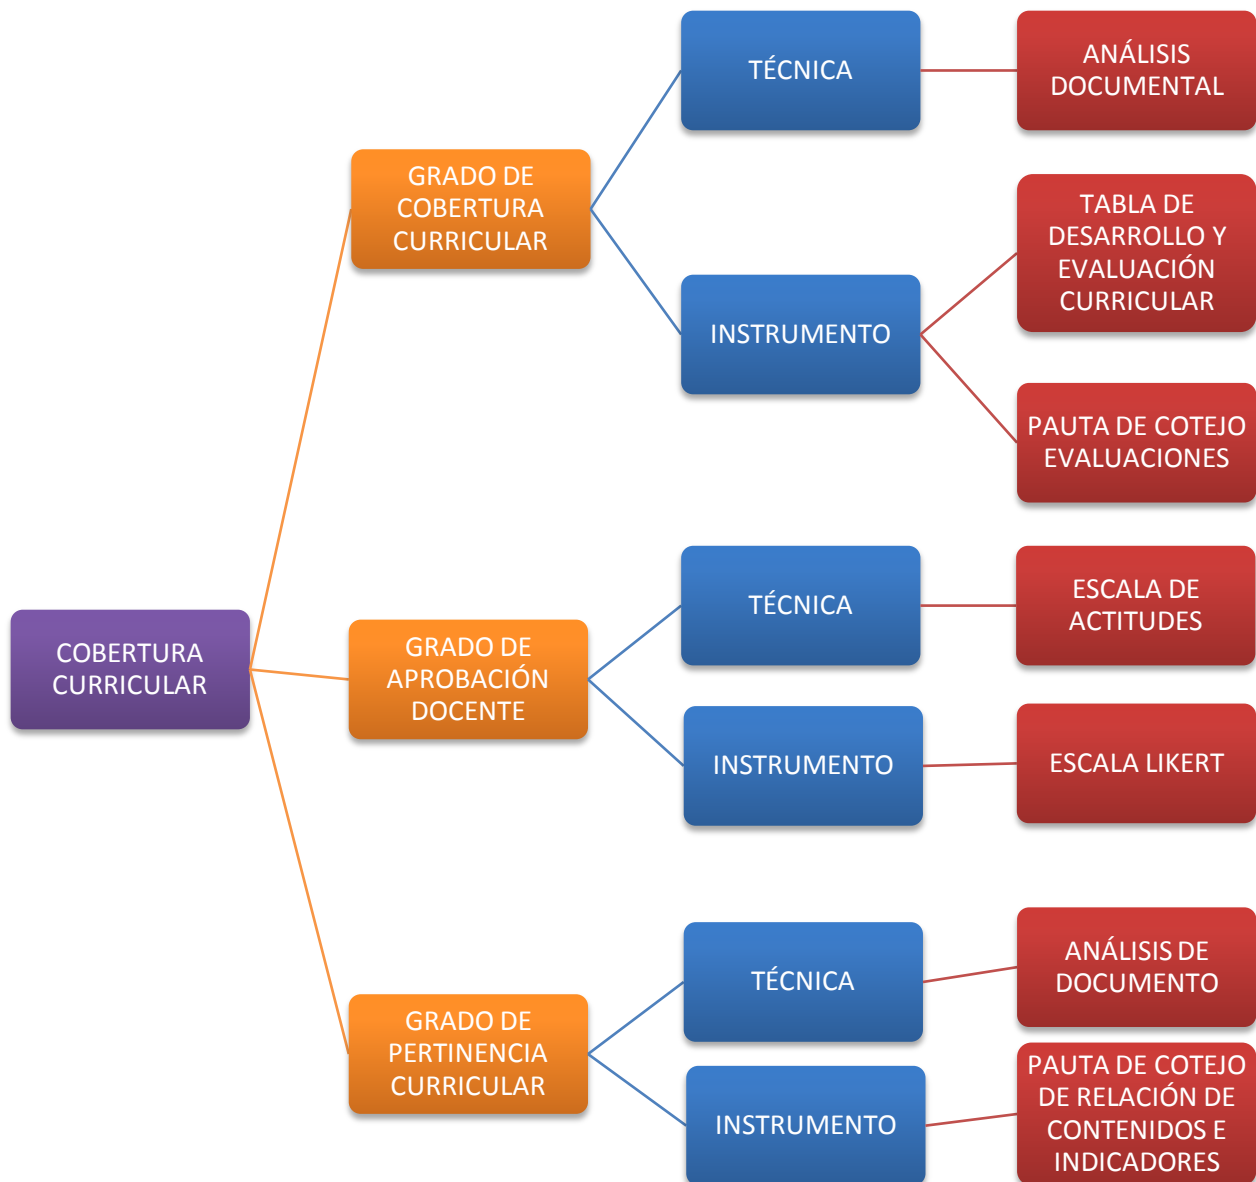 COBERTURA
CURRICULAR
GRADO DE
COBERTURA
CURRICULAR
TÉCNICA
ANÁLISIS
DOCUMENTAL
INSTRUMENTO
TABLA DE
DESARROLLO Y
EVALUACIÓN
CURRICULAR
PAUTA DE COTEJO
EVALUACIONES
GRADO DE
APROBACIÓN
DOCENTE
TÉCNICA
ESCALA DE
ACTITUDES
INSTRUMENTO
ESCALA LIKERT
GRADO DE
PERTINENCIA
CURRICULAR
TÉCNICA
ANÁLISIS DE
DOCUMENTO
INSTRUMENTO
PAUTA DE COTEJO
DE RELACIÓN DE
CONTENIDOS E
INDICADORES